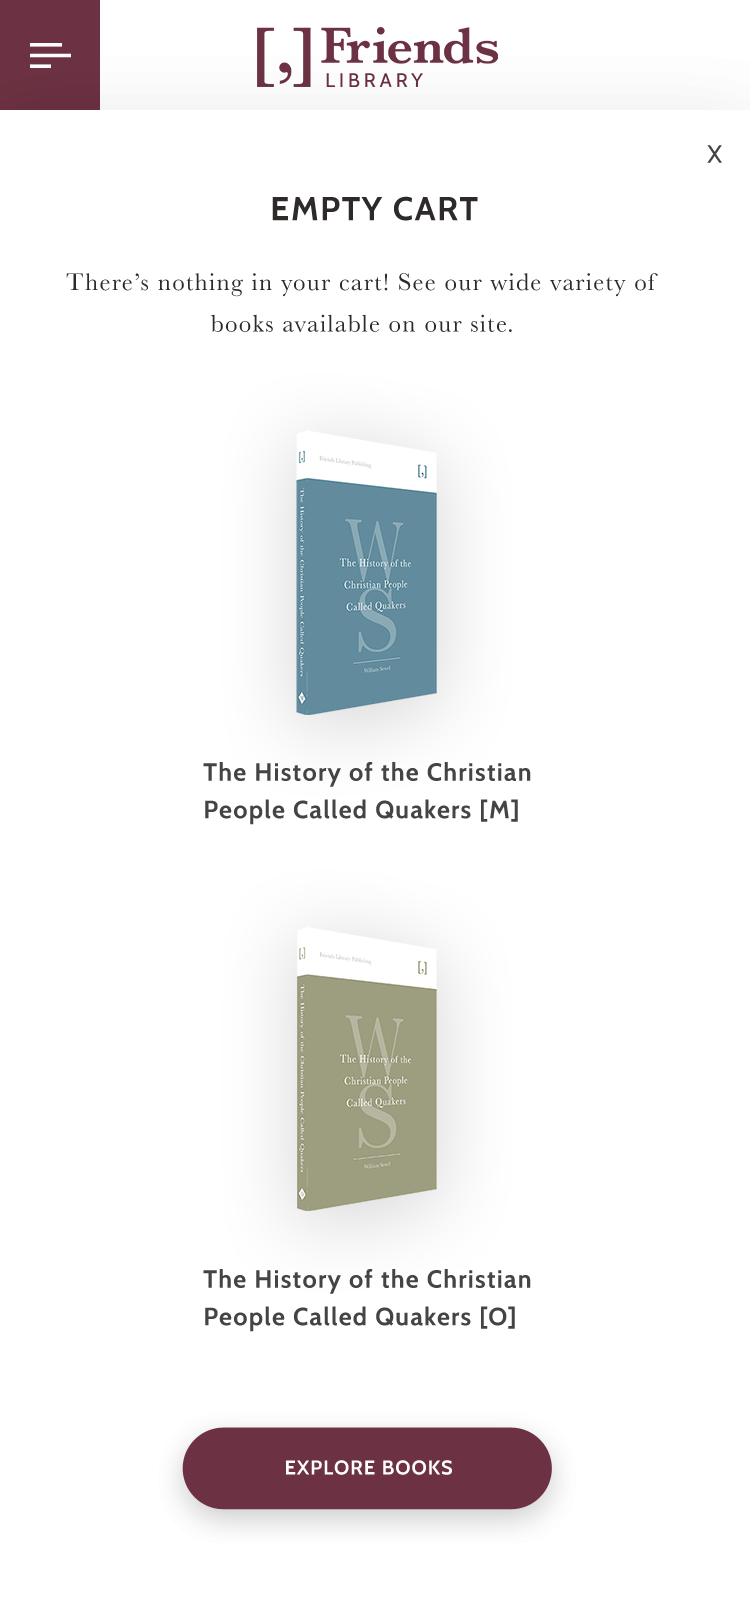 [,] Friends
LIBRARY
X
EMPTY CART
There’s nothing in your cart! See our wide variety of
books available on our site.
[,]
Friends Library Publishing
[,]
The History of the Christian People Called Quakers
W
S
The History of the
Christian People
Called Quakers
William Sewel
The History of the Christian
People Called Quakers [M]
[,]
Friends Library Publishing
[,]
The History of the Christian People Called Quakers
W
S
The History of the
Christian People
Called Quakers
William Sewel
The History of the Christian
People Called Quakers [O]
EXPLORE BOOKS